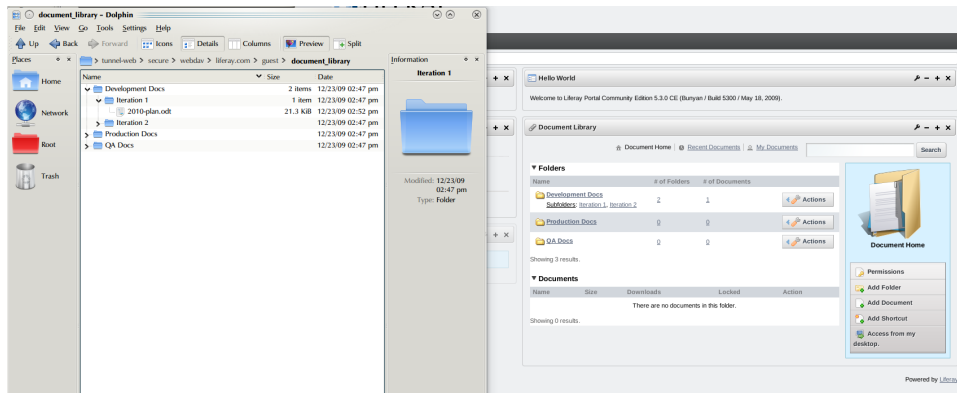 document_library – Dolphin
File Edit View Go Tools Settings Help
Up Back Forward Icons Details Columns Preview Split
Places
Home
Network
Root
Trash
> tunnel-web > secure > webdav > liferay.com > guest > document_library
Name Size Date
Development Docs 2 items 12/23/09 02:47 pm
Iteration 1 1 item 12/23/09 02:47 pm
2010-plan.odt 21.3 KiB 12/23/09 02:52 pm
Iteration 2 12/23/09 02:47 pm
Production Docs 12/23/09 02:47 pm
QA Docs 12/23/09 02:47 pm
Information
Iteration 1
Modified: 12/23/09
02:47 pm
Type: Folder
Hello World
Welcome to Liferay Portal Community Edition 5.3.0 CE (Bunyan / Build 5300 / May 18, 2009).
Document Library
Document Home | Recent Documents | My Documents
Search
Folders
Name # of Folders # of Documents
Development Docs 2 1 Actions
Subfolders: Iteration 1, Iteration 2
Production Docs 0 0 Actions
QA Docs 0 0 Actions
Showing 3 results.
Documents
Name Size Downloads Locked Action
There are no documents in this folder.
Showing 0 results.
Document Home
Permissions
Add Folder
Add Document
Add Shortcut
Access from my
desktop.
Powered by Liferay